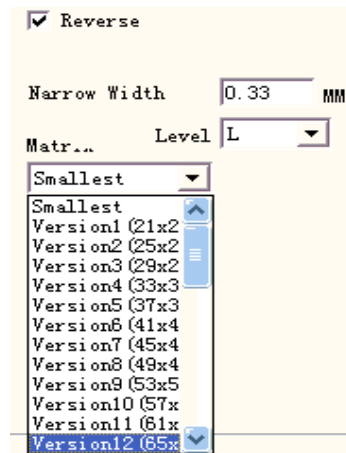 Reverse
Narrow Width 0.33 MM
Level L
Smallest
Smallest
Version1 (21x2
Version2 (25x2
Version3 (29x2
Version4 (33x3
Version5 (37x3
Version6 (41x4
Version7 (45x4
Version8 (49x4
Version9 (53x5
Version10 (57x
Version11 (61x
Version12 (65x